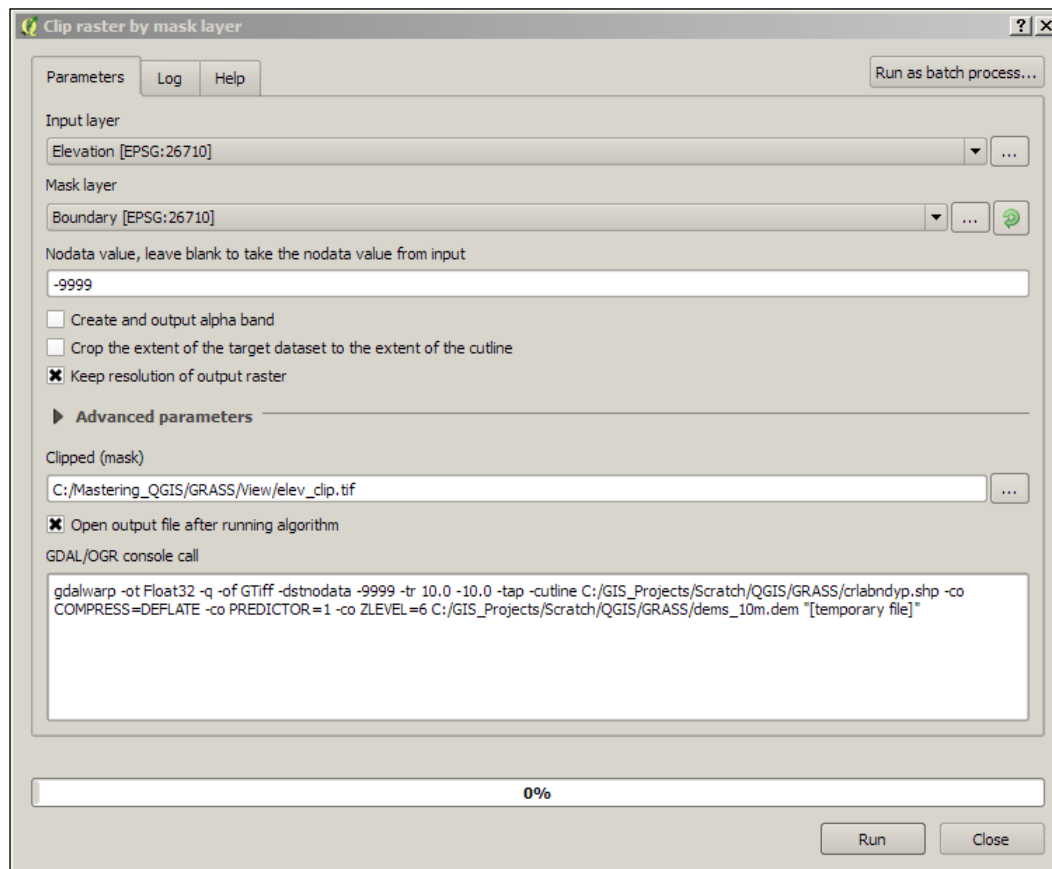 Clip raster by mask layer
Parameters
Log
Help
Run as batch process...
Input layer
Elevation [EPSG:26710]
...
Mask layer
Boundary [EPSG:26710]
...
Nodata value, leave blank to take the nodata value from input
-9999
Create and output alpha band
Crop the extent of the target dataset to the extent of the cutline
Keep resolution of output raster
Advanced parameters
Clipped (mask)
C:/Mastering_QGIS/GRASS/View/elev_clip.tif
...
Open output file after running algorithm
GDAL/OGR console call
gdalwarp -ot Float32 -q -of GTiff -dstnodata -9999 -tr 10.0 -10.0 -tap -cutline C:/GIS_Projects/Scratch/QGIS/GRASS/crlabndyp.shp -co
COMPRESS=DEFLATE -co PREDICTOR=1 -co ZLEVEL=6 C:/GIS_Projects/Scratch/QGIS/GRASS/dems_10m.dem "[temporary file]"
0%
Run
Close